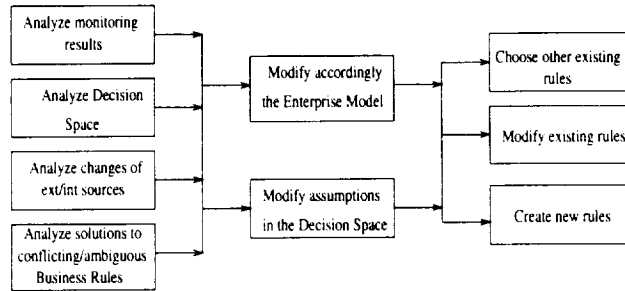 Analyze monitoring
results
Analyze Decision
Space
Analyze changes of
ext/int sources
Analyze solutions to
conflicting/ambiguous
Business Rules
Modify accordingly
the Enterprise Model
Modify assumptions
in the Decision Space
Choose other existing
rules
Modify existing rules
Create new rules